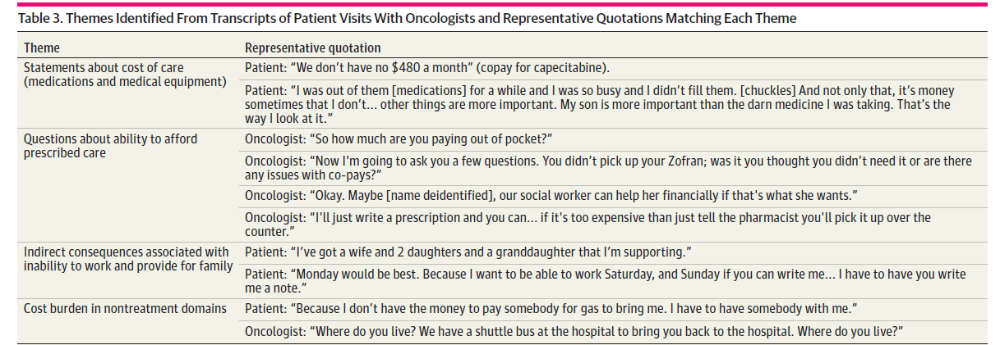 Table 3. Themes Identified From Transcripts of Patient Visits With Oncologists and Representative Quotations Matching Each Theme
Theme
Representative quotation
Statements about cost of care
(medications and medical equipment)
Patient: “We don’t have no $480 a month” (copay for capecitabine).
Patient: “I was out of them [medications] for a while and I was so busy and I didn’t fill them. [chuckles] And not only that, it’s money
sometimes that I don’t... other things are more important. My son is more important than the darn medicine I was taking. That’s the
way I look at it.”
Questions about ability to afford
prescribed care
Oncologist: “So how much are you paying out of pocket?”
Oncologist: “Now I’m going to ask you a few questions. You didn’t pick up your Zofran; was it you thought you didn’t need it or are there
any issues with co-pays?”
Oncologist: “Okay. Maybe [name deidentified], our social worker can help her financially if that's what she wants.”
Oncologist: “I'll just write a prescription and you can... if it's too expensive than just tell the pharmacist you'll pick it up over the
counter.”
Indirect consequences associated with
inability to work and provide for family
Patient: “I’ve got a wife and 2 daughters and a granddaughter that I’m supporting.”
Patient: “Monday would be best. Because I want to be able to work Saturday, and Sunday if you can write me... I have to have you write
me a note.”
Cost burden in nontreatment domains
Patient: “Because I don’t have the money to pay somebody for gas to bring me. I have to have somebody with me.”
Oncologist: “Where do you live? We have a shuttle bus at the hospital to bring you back to the hospital. Where do you live?”